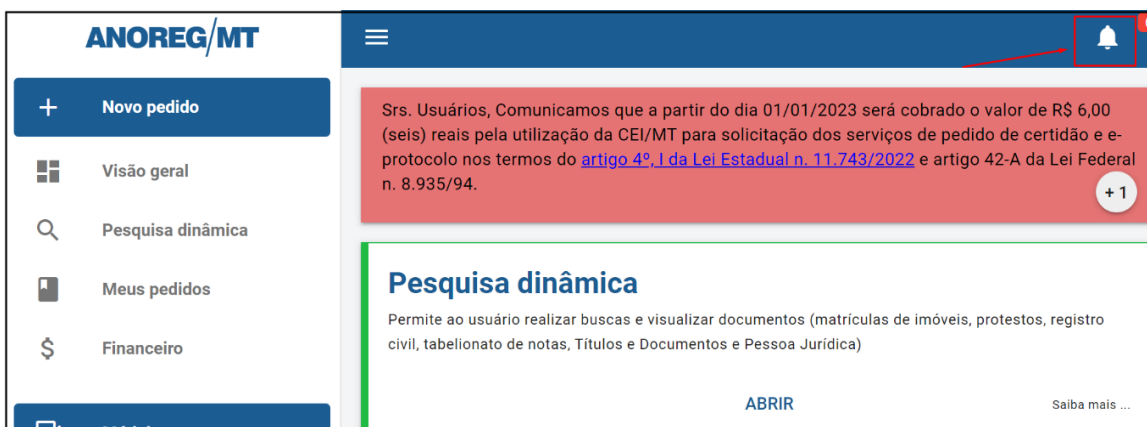 ANOREG/MT
Novo pedido
Visão geral
Pesquisa dinâmica
Meus pedidos
Financeiro
Srs. Usuários, Comunicamos que a partir do dia 01/01/2023 será cobrado o valor de R$ 6,00
(seis) reais pela utilização da CEI/MT para solicitação dos serviços de pedido de certidão e e-
protocolo nos termos do artigo 4º, I da Lei Estadual n. 11.743/2022 e artigo 42-A da Lei Federal
n. 8.935/94.
+ 1
Pesquisa dinâmica
Permite ao usuário realizar buscas e visualizar documentos (matrículas de imóveis, protestos, registro
civil, tabelionato de notas, Títulos e Documentos e Pessoa Jurídica)
ABRIR
Saiba mais ...